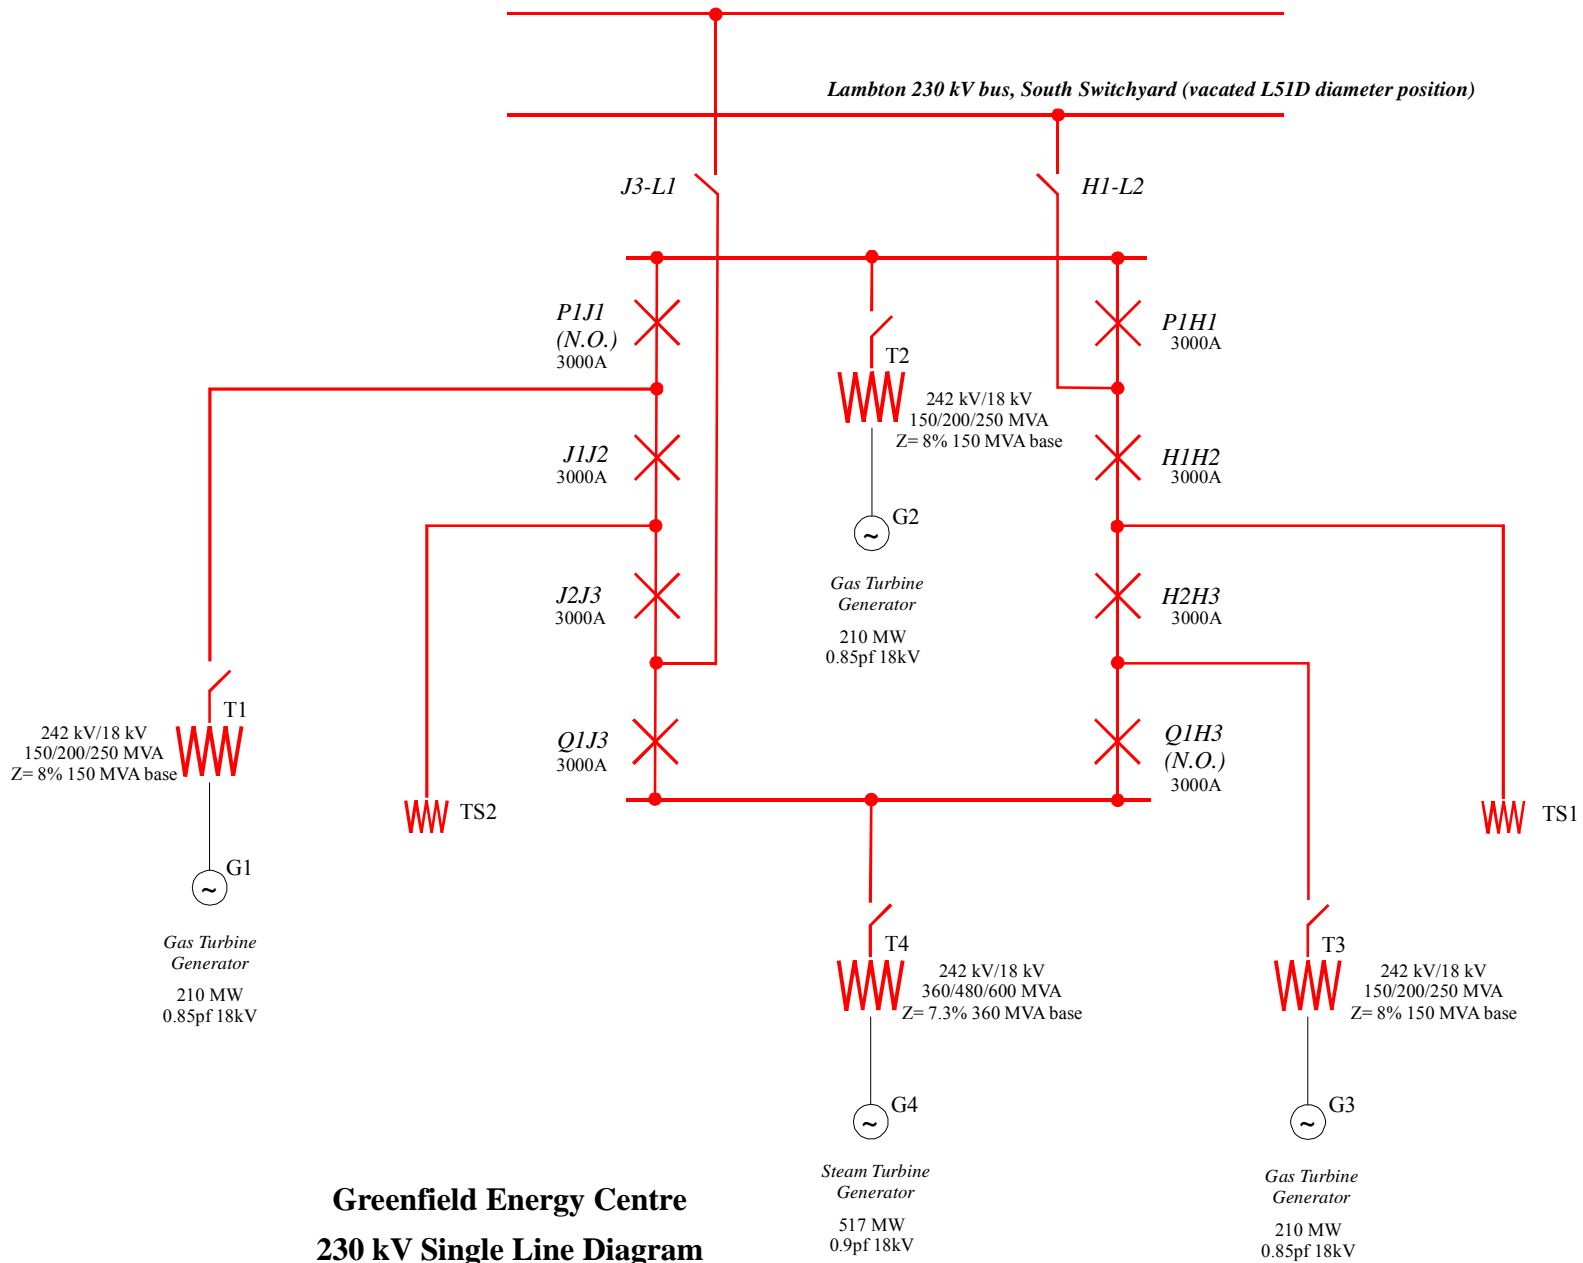 Lambton 230 kV bus, South Switchyard (vacated L51D diameter position)
J3-L1
H1-L2
P1J1
(N.O.)
3000A
P1H1
3000A
T2
242 kV/18 kV
150/200/250 MVA
Z= 8% 150 MVA base
J1J2
3000A
H1H2
3000A
G2
~
Gas Turbine
Generator
210 MW
0.85pf 18kV
J2J3
3000A
H2H3
3000A
T1
242 kV/18 kV
150/200/250 MVA
Z= 8% 150 MVA base
Q1J3
3000A
Q1H3
(N.O.)
3000A
TS2
TS1
G1
~
Gas Turbine
Generator
210 MW
0.85pf 18kV
T4
242 kV/18 kV
360/480/600 MVA
Z= 7.3% 360 MVA base
T3
242 kV/18 kV
150/200/250 MVA
Z= 8% 150 MVA base
G4
~
Steam Turbine
Generator
517 MW
0.9pf 18kV
G3
~
Gas Turbine
Generator
210 MW
0.85pf 18kV
Greenfield Energy Centre
230 kV Single Line Diagram